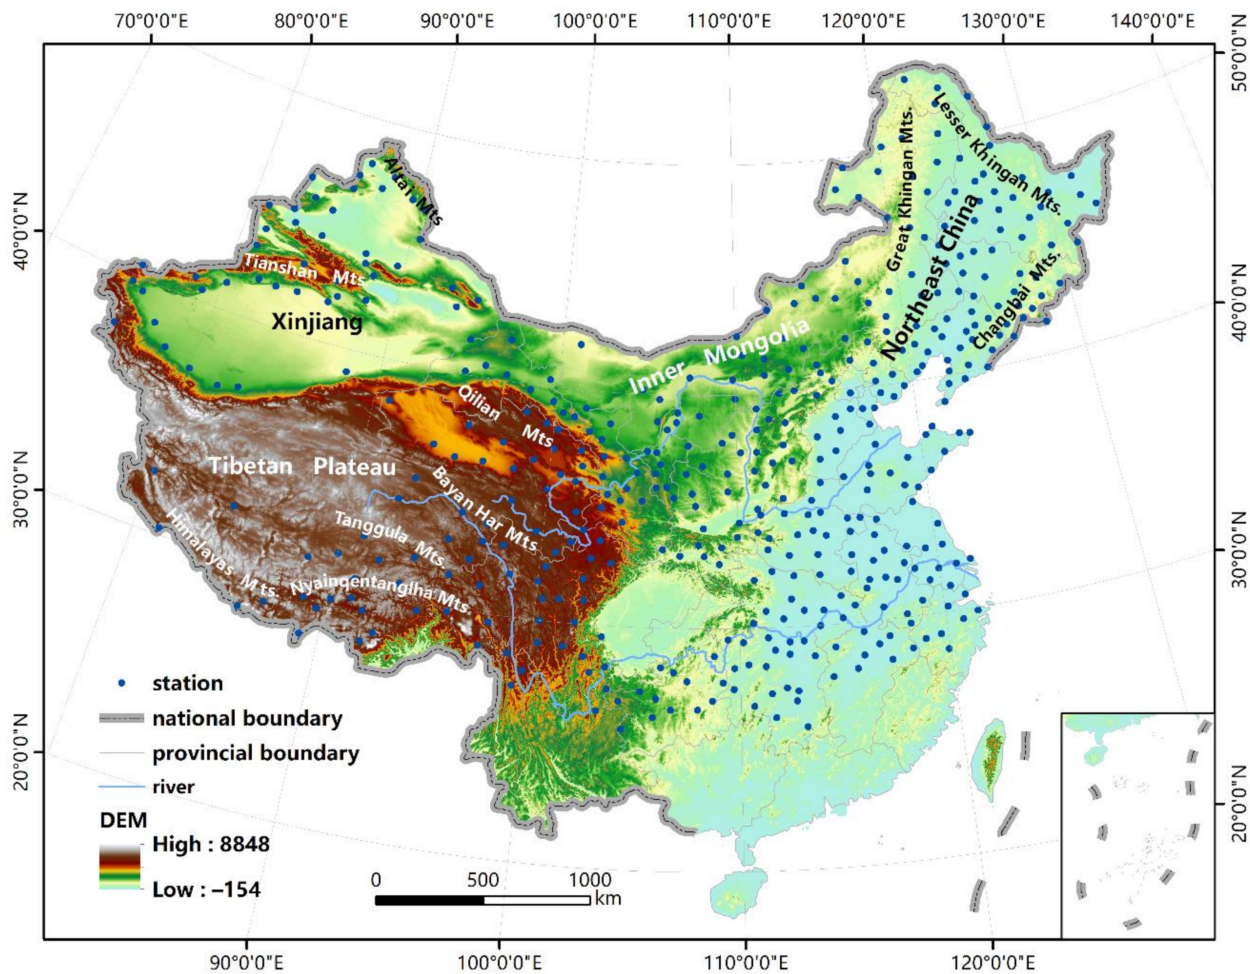 70°0'0"E 80°0'0"E 90°0'0"E 100°0'0"E 110°0'0"E 120°0'0"E 130°0'0"E 140°0'0"E
50°0'0"N
40°0'0"N
30°0'0"N
20°0'0"N
40°0'0"N
30°0'0"N
20°0'0"N
Altai Mts
Tianshan Mts
Xinjiang
Great Khingan Mts.
Lesser Khingan Mts.
Northeast China
Changbai Mts.
Inner Mongolia
Qilian Mts
Tibetan Plateau
Bayan Har Mts
Tanggula Mts.
Himalayas Mts.
Nyainqentanglha Mts.
station
national boundary
provincial boundary
river
DEM
High : 8848
Low : –154
0 500 1000
km
90°0'0"E 100°0'0"E 110°0'0"E 120°0'0"E